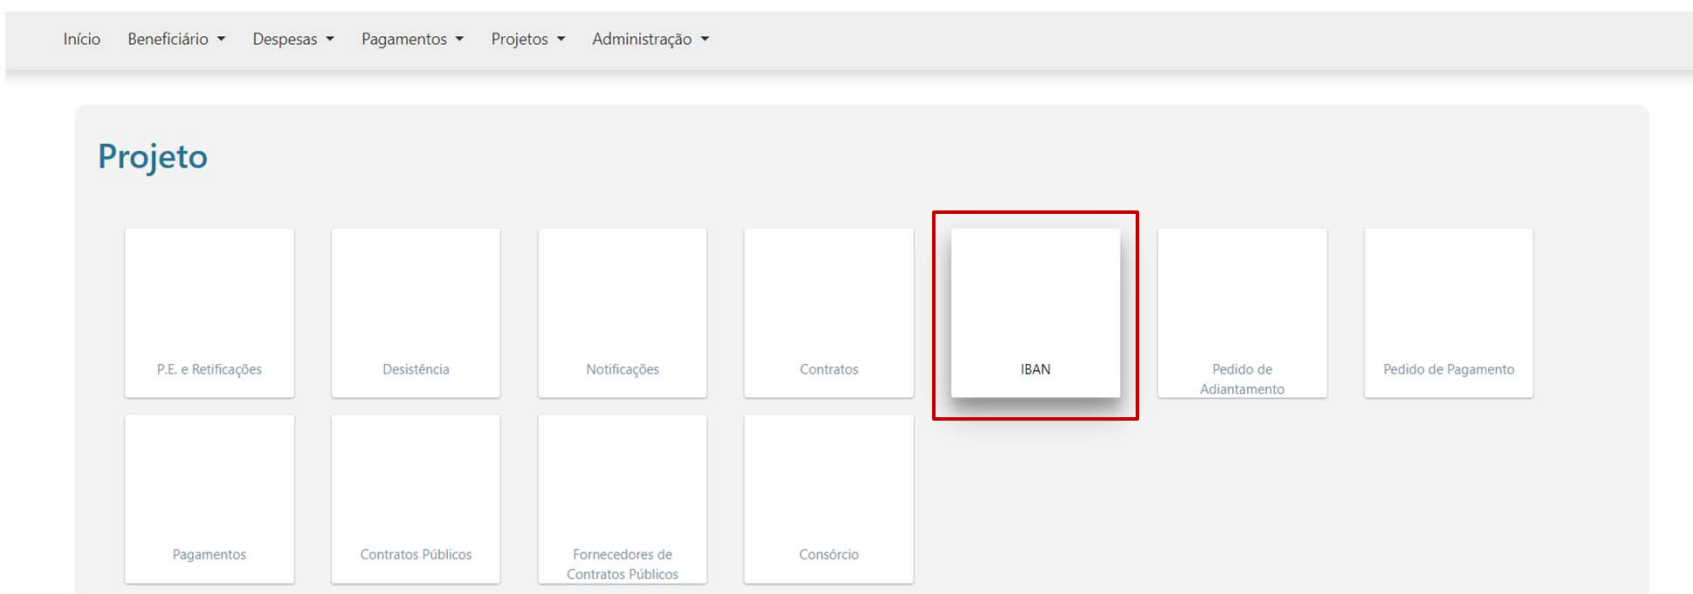 Início Beneficiário Despesas Pagamentos Projetos Administração
Projeto
P.E. e Retificações
Desistência
Notificações
Contratos
IBAN
Pedido de
Adiantamento
Pedido de Pagamento
Pagamentos
Contratos Públicos
Fornecedores de
Contratos Públicos
Consórcio